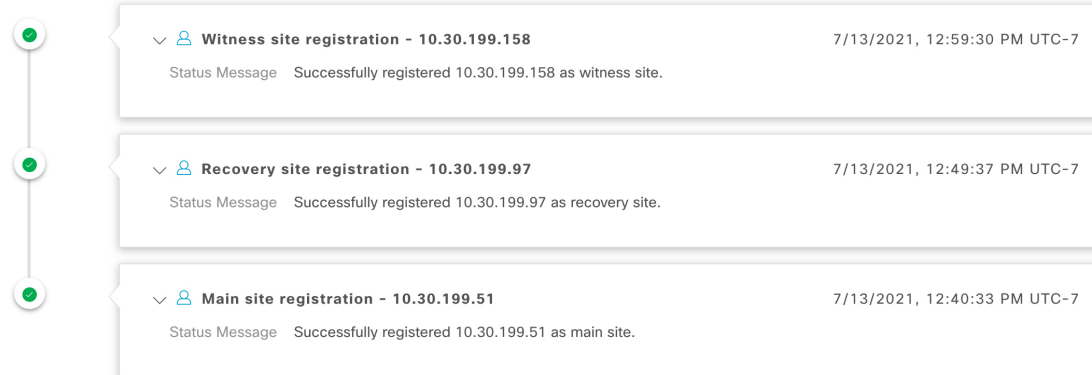 Witness site registration - 10.30.199.158 7/13/2021, 12:59:30 PM UTC-7
Status Message Successfully registered 10.30.199.158 as witness site.
Recovery site registration - 10.30.199.97 7/13/2021, 12:49:37 PM UTC-7
Status Message Successfully registered 10.30.199.97 as recovery site.
Main site registration - 10.30.199.51 7/13/2021, 12:40:33 PM UTC-7
Status Message Successfully registered 10.30.199.51 as main site.